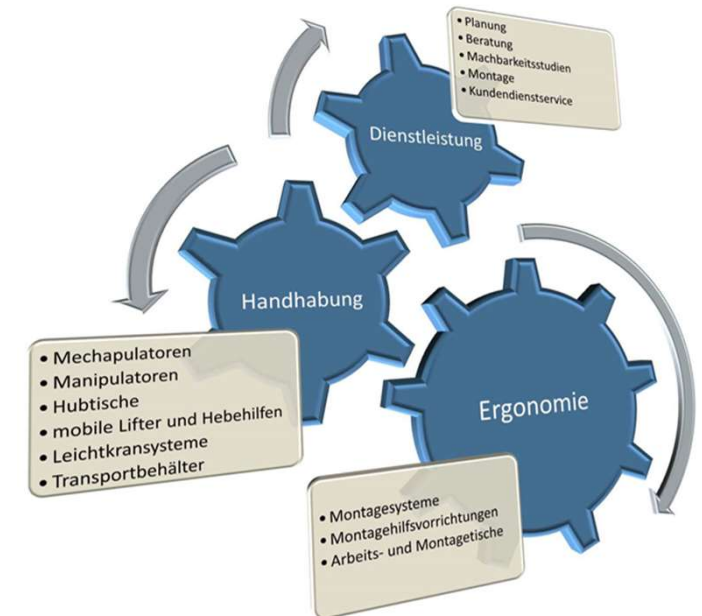 • Planung
• Beratung
• Machbarkeitsstudien
• Montage
• Kundendienstservice
Dienstleistung
Handhabung
• Mechapulatoren
• Manipulatoren
• Hubtische
• mobile Lifter und Hebehilfen
• Leichtkransysteme
• Transportbehälter
Ergonomie
• Montagesysteme
• Montagehilfsvorrichtungen
• Arbeits- und Montagetische